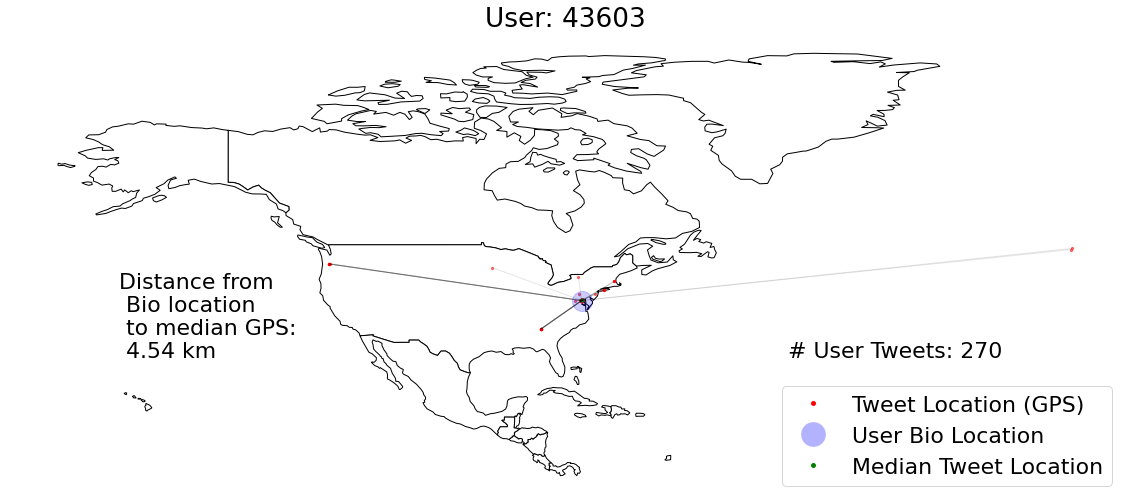 User: 43603
Distance from
Bio location
to median GPS:
4.54 km
# User Tweets: 270
Tweet Location (GPS)
User Bio Location
Median Tweet Location